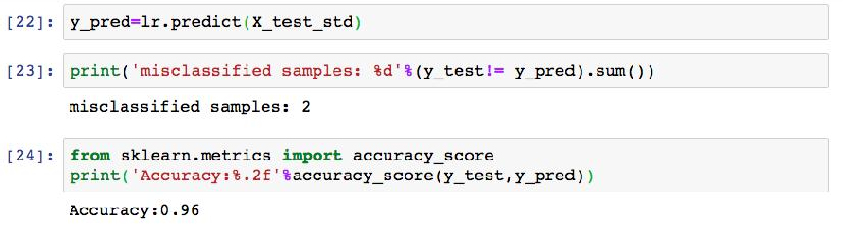 [22]: y_pred=lr.predict(X_test_std)
[23]: print('misclassified samples: %d'%(y_test!= y_pred).sum())
misclassified samples: 2
[24]: from sklearn.metrics import accuracy_score
print('Accuracy:%.2f'%accuracy_score(y_test,y_pred))
Accuracy:0.96